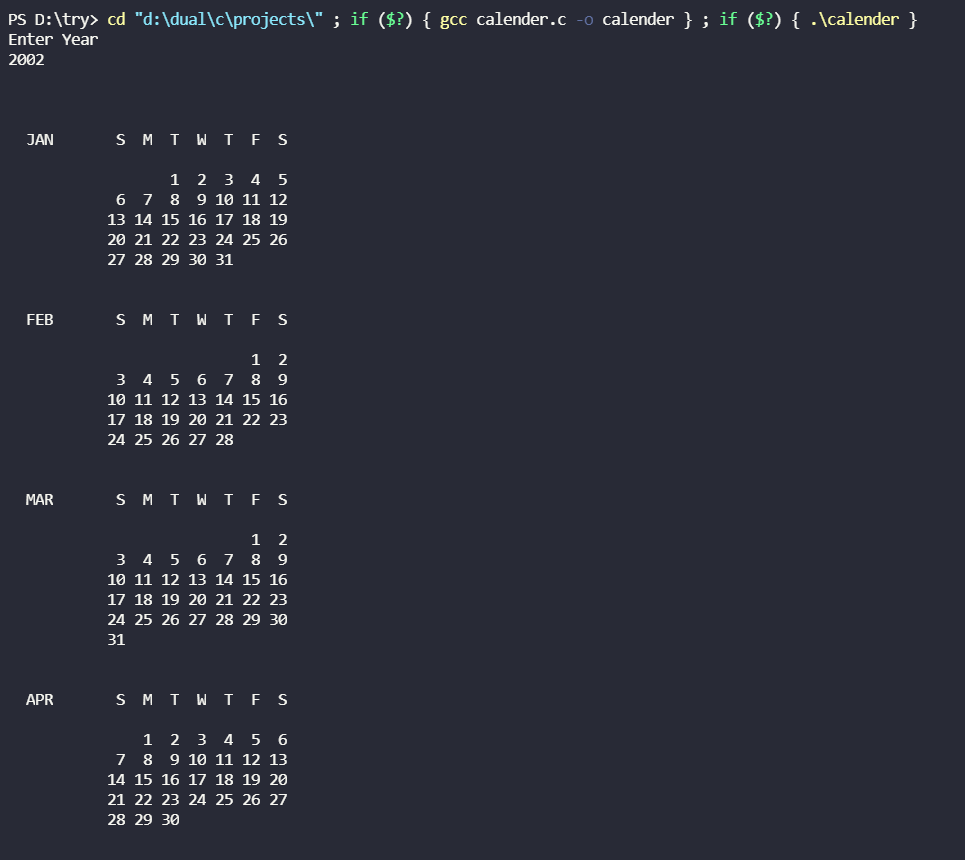 PS D:\try> cd "d:\dual\c\projects\" ; if ($?) { gcc calender.c -o calender } ; if ($?) { .\calender }
Enter Year
2002
JAN S M T W T F S
1 2 3 4 5
6 7 8 9 10 11 12
13 14 15 16 17 18 19
20 21 22 23 24 25 26
27 28 29 30 31
FEB S M T W T F S
1 2
3 4 5 6 7 8 9
10 11 12 13 14 15 16
17 18 19 20 21 22 23
24 25 26 27 28
MAR S M T W T F S
1 2
3 4 5 6 7 8 9
10 11 12 13 14 15 16
17 18 19 20 21 22 23
24 25 26 27 28 29 30
31
APR S M T W T F S
1 2 3 4 5 6
7 8 9 10 11 12 13
14 15 16 17 18 19 20
21 22 23 24 25 26 27
28 29 30